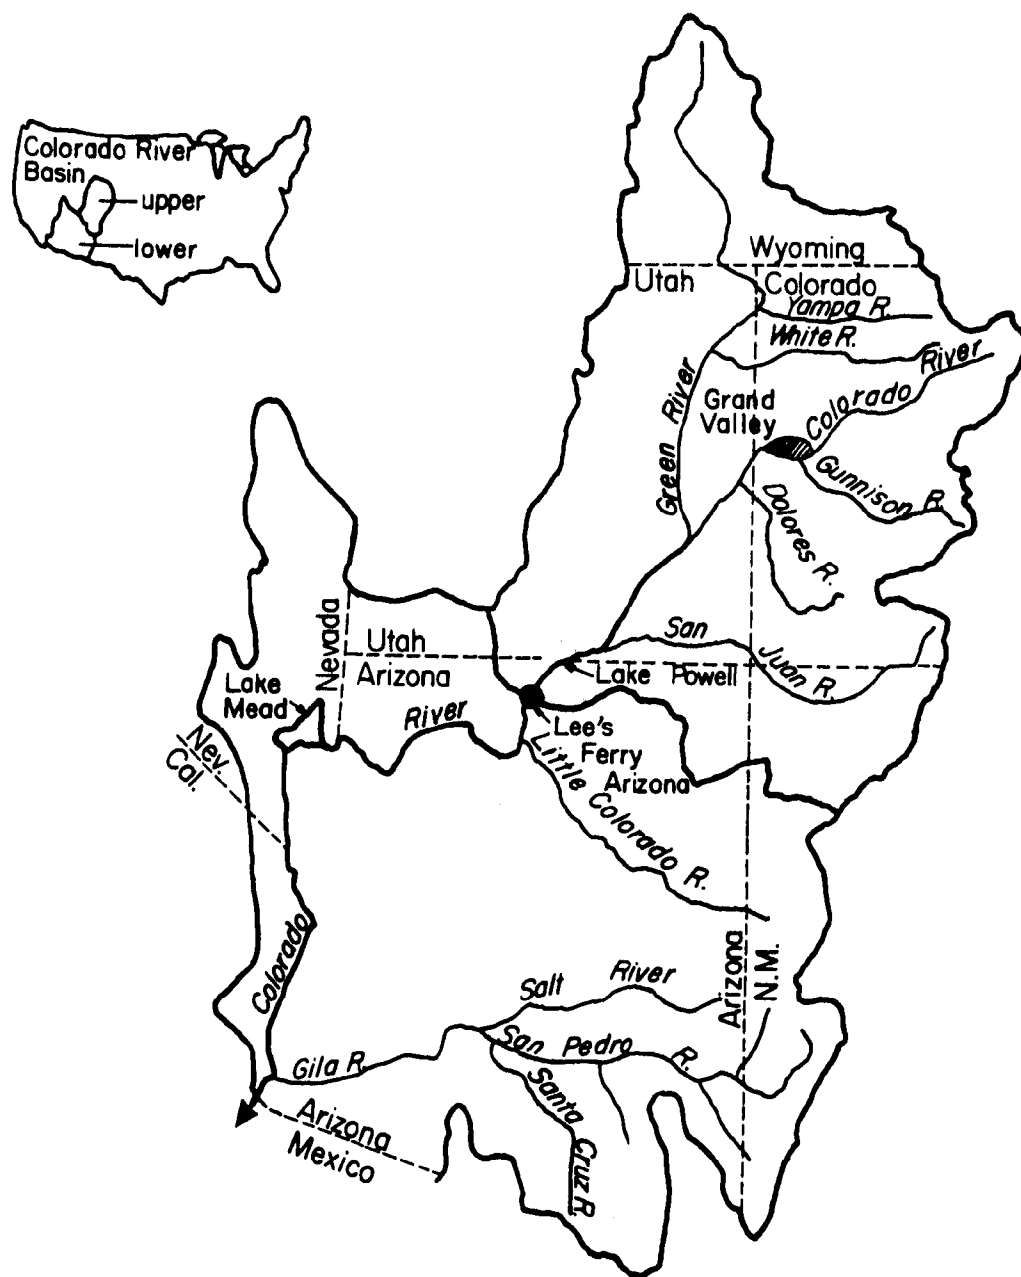 Colorado River
Basin
upper
lower
Wyoming
Utah
Colorado
Yampa R.
White R.
Colorado River
Green River
Grand
Valley
Gunnison R.
Dolores R.
San Juan R.
Nevada
Utah
Arizona
Lake Powell
Lake
Mead
River
Lee's
Ferry
Arizona
Nev.
Cal.
Little Colorado R.
Colorado
Arizona
N.M.
Salt River
San Pedro R.
Gila R.
Santa Cruz R.
Arizona
Mexico